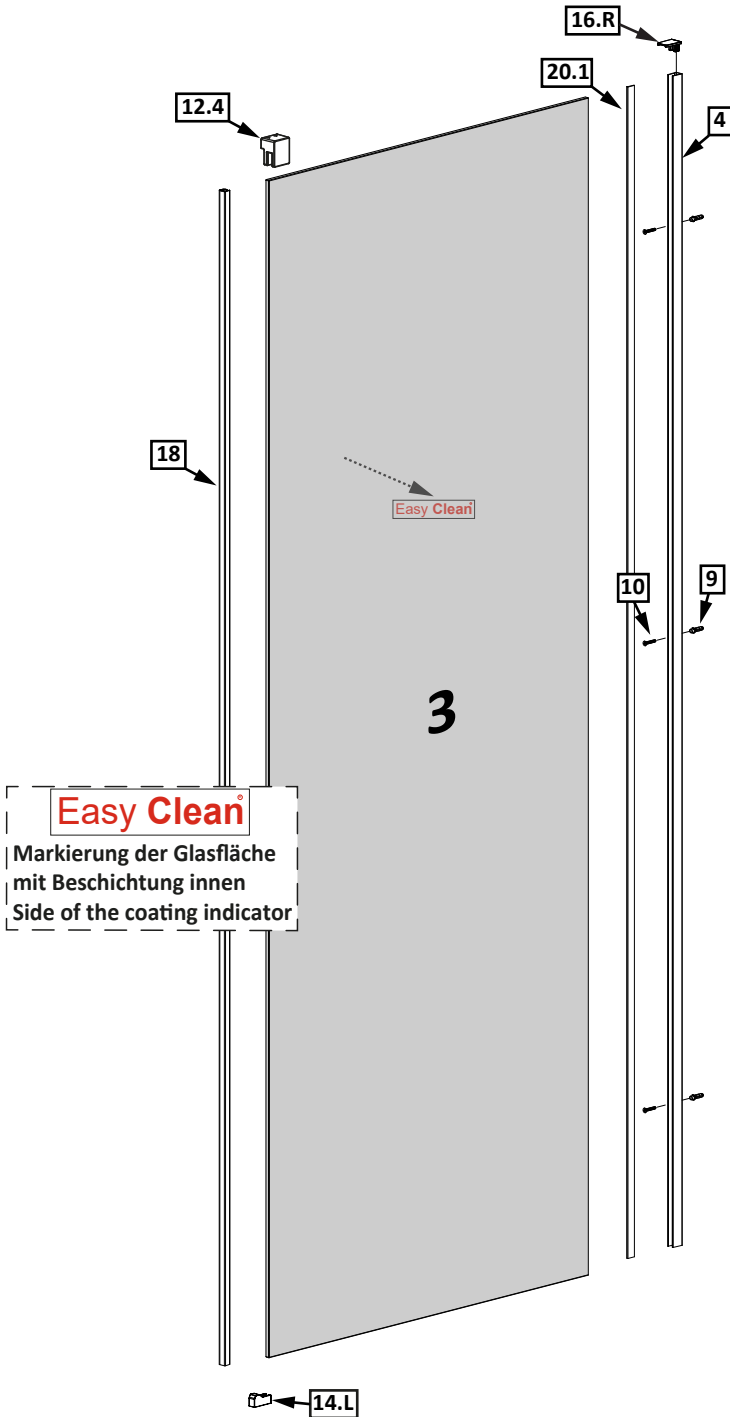 16.R
20.1
12.4
4
18
Easy Clean
10
9
3
Easy Clean®
Markierung der Glasfläche
mit Beschichtung innen
Side of the coating indicator
14.L